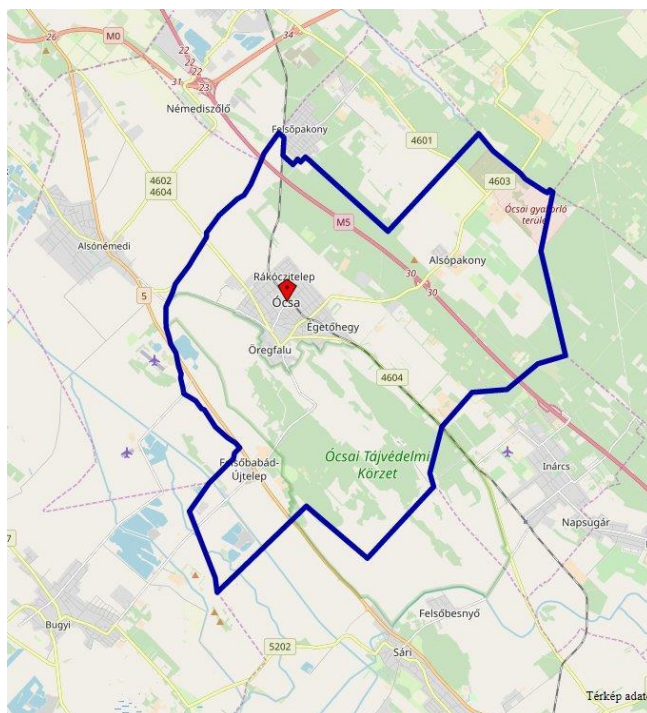 26
M0
34
22
22
22
31
23
Némediszőlő
Felsőpakony
4601
4602
4604
4603
Ócsai gyakorló
terüle
Alsónémedi
M5
Alsópakony
30
30
Rákóczitelep
5
Ócsa
Égetőhegy
Öregfalu
4604
Ócsai Tájvédelmi
Körzet
Felsőbabád-
Újtelep
Inárcs
Napsugár
7
Bugyi
Felsőbesnyő
5202
Sári
Térkép adat